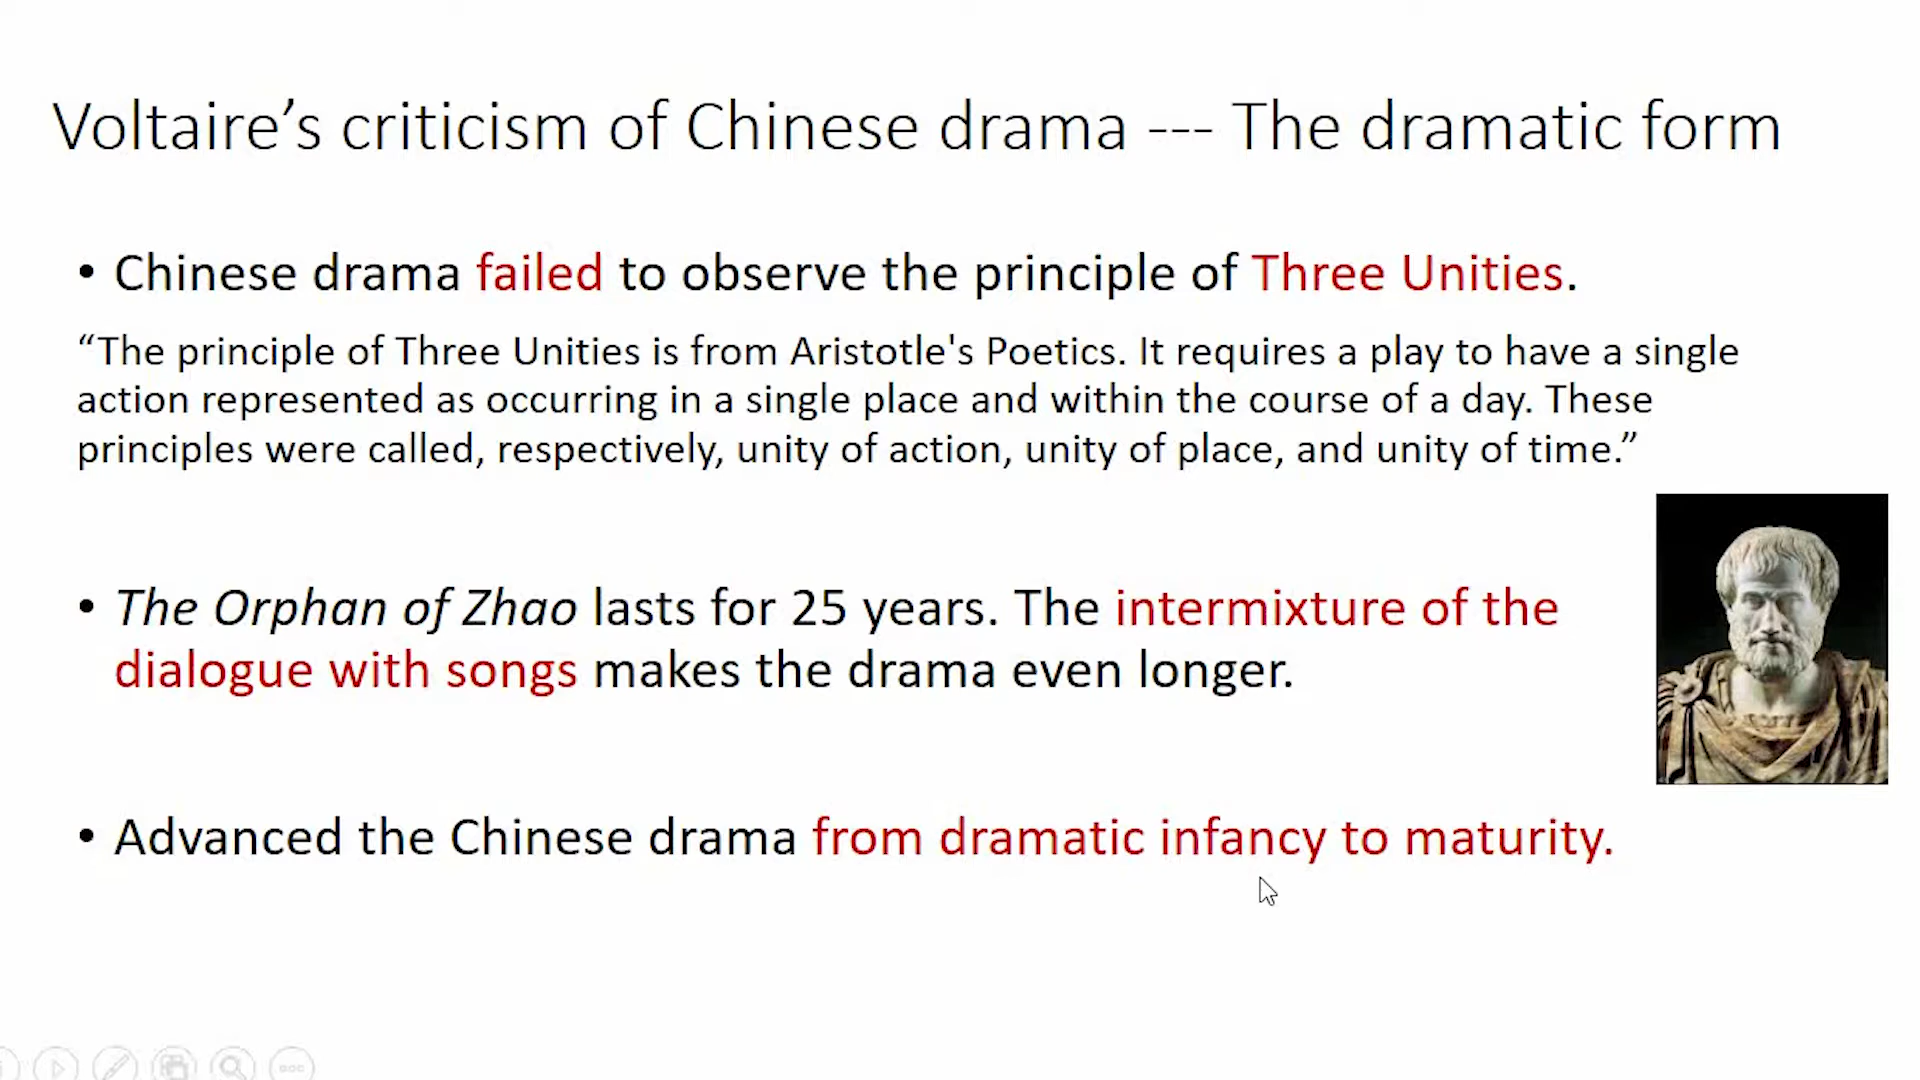 Voltaire’s criticism of Chinese drama --- The dramatic form
• Chinese drama failed to observe the principle of Three Unities.
“The principle of Three Unities is from Aristotle's Poetics. It requires a play to have a single
action represented as occurring in a single place and within the course of a day. These
principles were called, respectively, unity of action, unity of place, and unity of time.”
• The Orphan of Zhao lasts for 25 years. The intermixture of the
dialogue with songs makes the drama even longer.
• Advanced the Chinese drama from dramatic infancy to maturity.